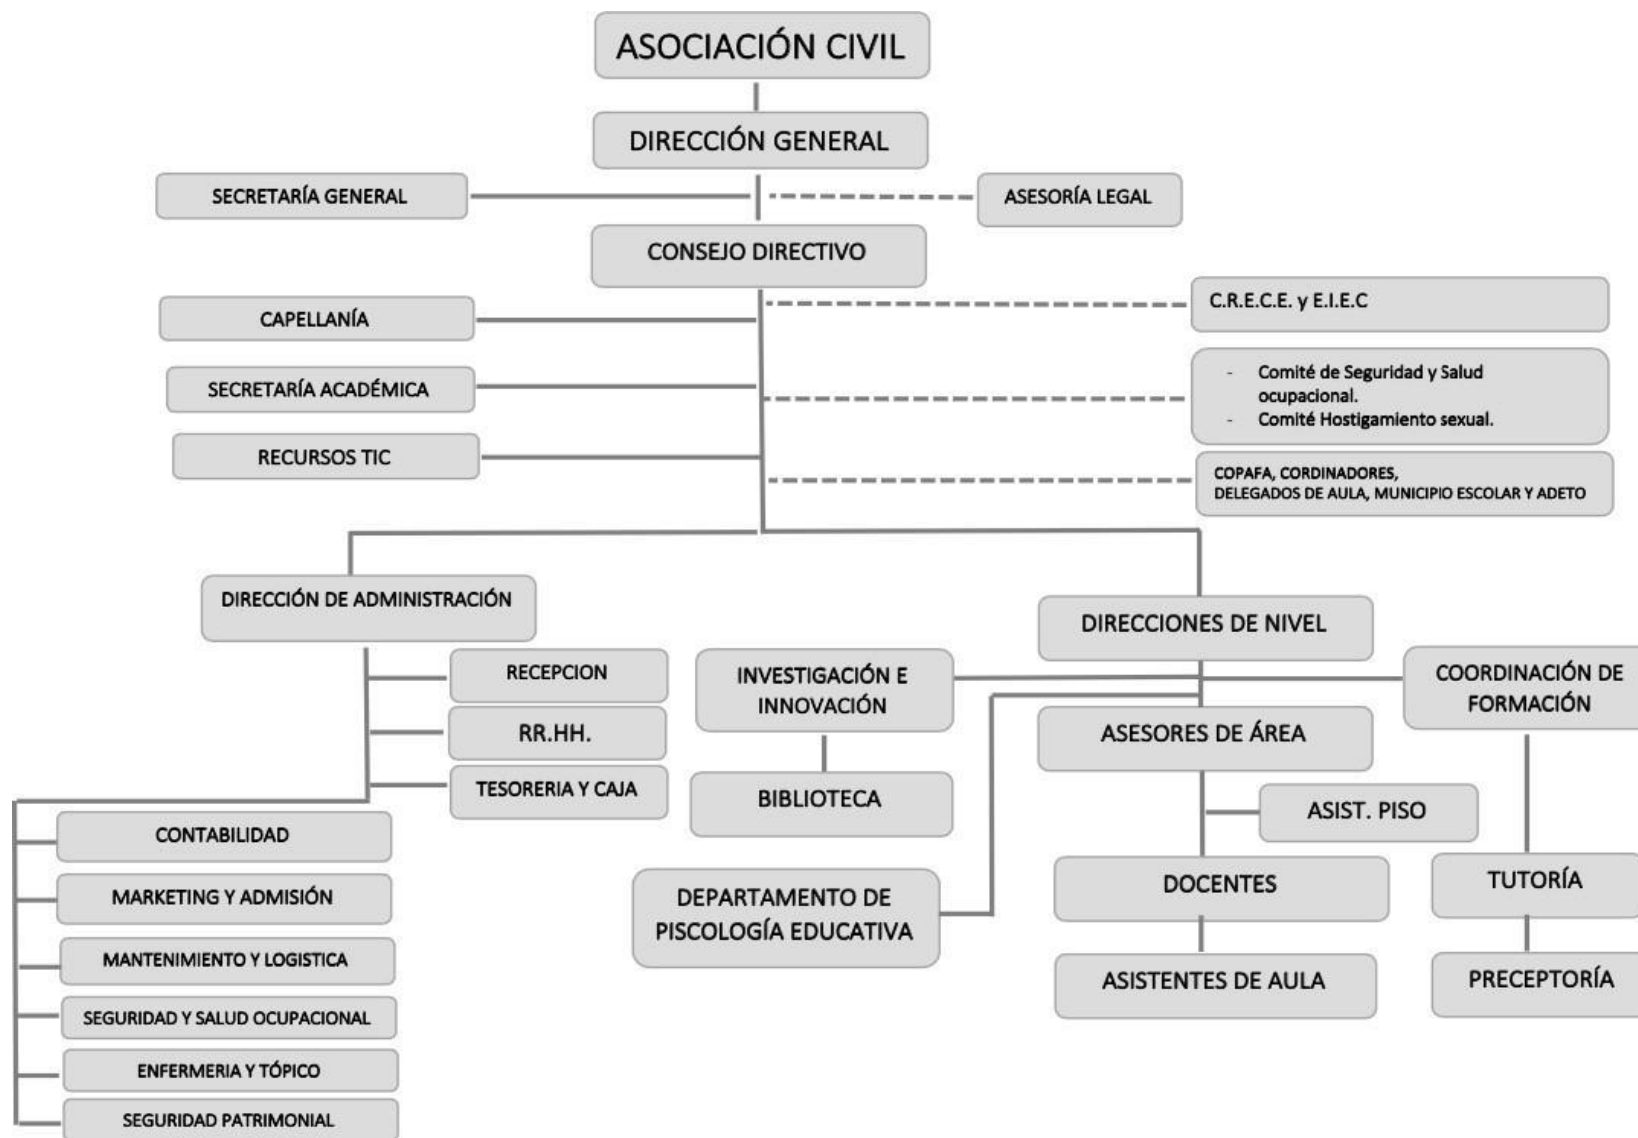 ASOCIACIÓN CIVIL
DIRECCIÓN GENERAL
SECRETARÍA GENERAL
ASESORÍA LEGAL
CONSEJO DIRECTIVO
C.R.E.C.E. y E.I.E.C
CAPELLANÍA
- Comité de Seguridad y Salud
ocupacional.
- Comité Hostigamiento sexual.
SECRETARÍA ACADÉMICA
RECURSOS TIC
COPAFA, CORDINADORES,
DELEGADOS DE AULA, MUNICIPIO ESCOLAR Y ADETO
DIRECCIÓN DE ADMINISTRACIÓN
RECEPCION
RR.HH.
TESORERIA Y CAJA
CONTABILIDAD
MARKETING Y ADMISIÓN
MANTENIMIENTO Y LOGISTICA
SEGURIDAD Y SALUD OCUPACIONAL
ENFERMERIA Y TÓPICO
SEGURIDAD PATRIMONIAL
DIRECCIONES DE NIVEL
INVESTIGACIÓN E
INNOVACIÓN
BIBLIOTECA
DEPARTAMENTO DE
PISCOLOGÍA EDUCATIVA
ASESORES DE ÁREA
ASIST. PISO
DOCENTES
ASISTENTES DE AULA
COORDINACIÓN DE
FORMACIÓN
TUTORÍA
PRECEPTORÍA